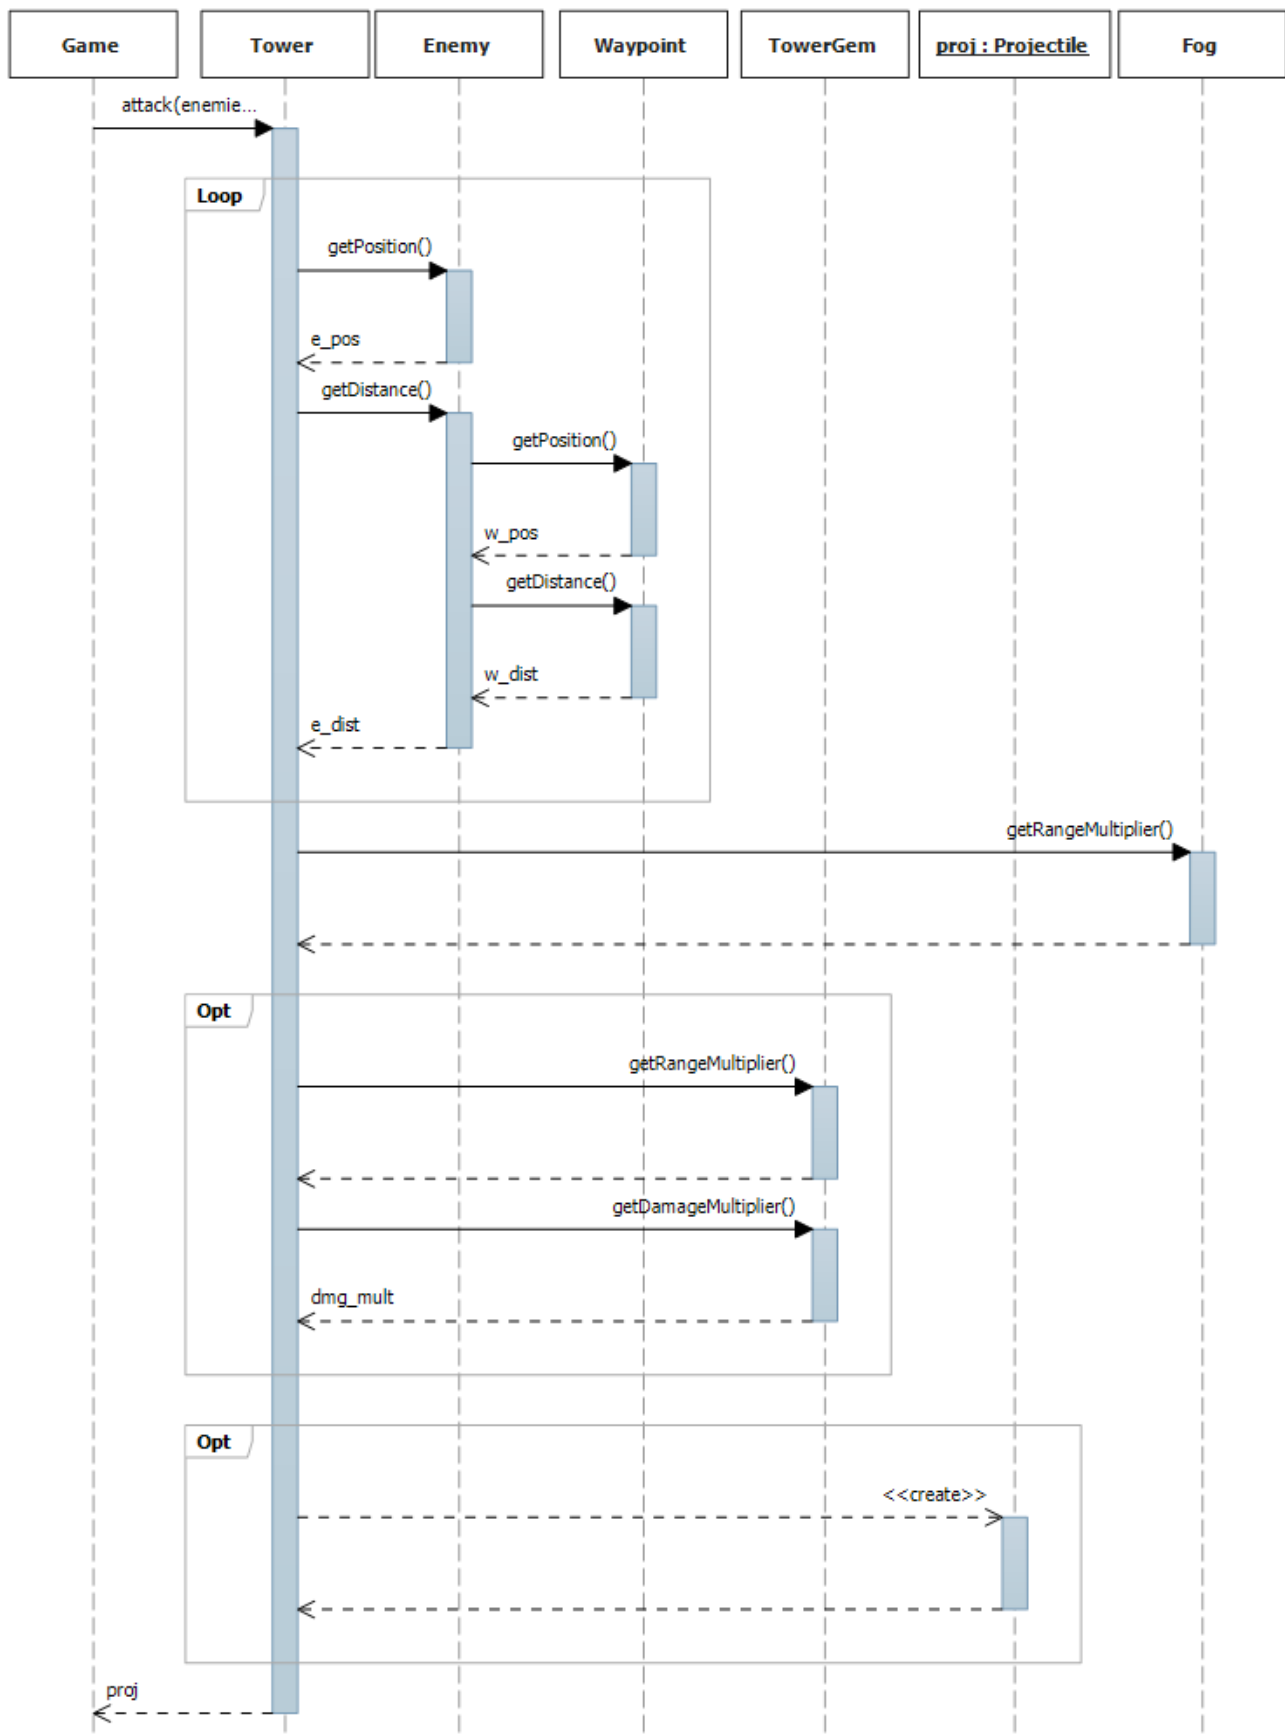 Game
Tower
Enemy
Waypoint
TowerGem
proj : Projectile
Fog
attack(enemie...
Loop
getPosition()
e_pos
getDistance()
getPosition()
w_pos
getDistance()
w_dist
e_dist
getRangeMultiplier()
Opt
getRangeMultiplier()
getDamageMultiplier()
dmg_mult
Opt
<<create>>
proj